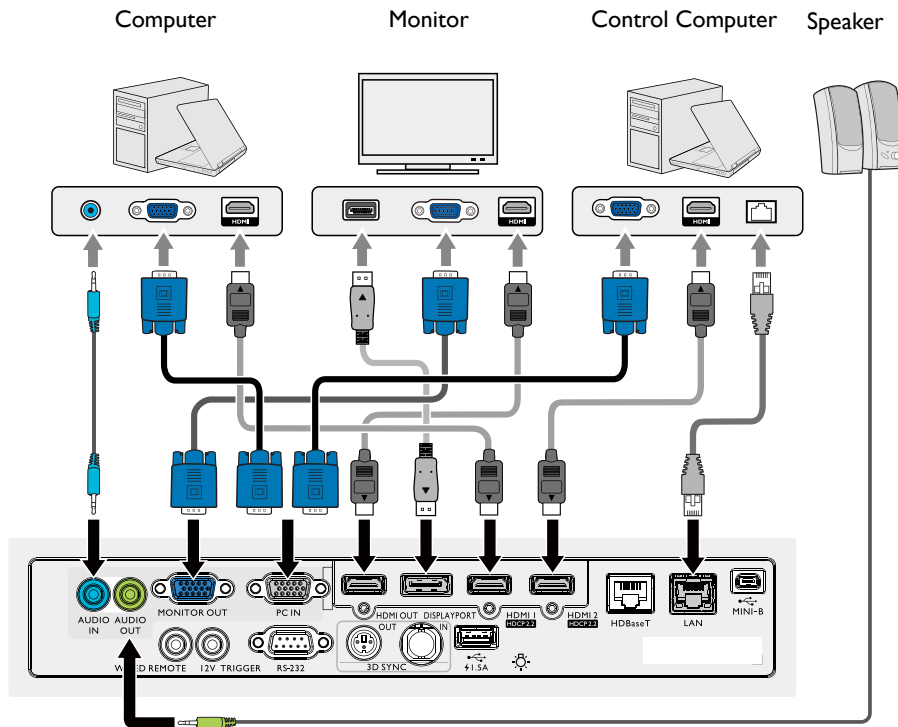 Computer
Monitor
Control Computer
Speaker
HDMI
HDMI
HDMI
AUDIO IN
AUDIO OUT
MONITOR OUT
PC IN
HDMI OUT
DISPLAYPORT
HDMI 1
HDCP2.2
HDMI 2
HDCP2.2
HDBaseT
LAN
MINI-B
REMOTE
12V TRIGGER
RS-232
OUT
3D SYNC
IN
1.5A